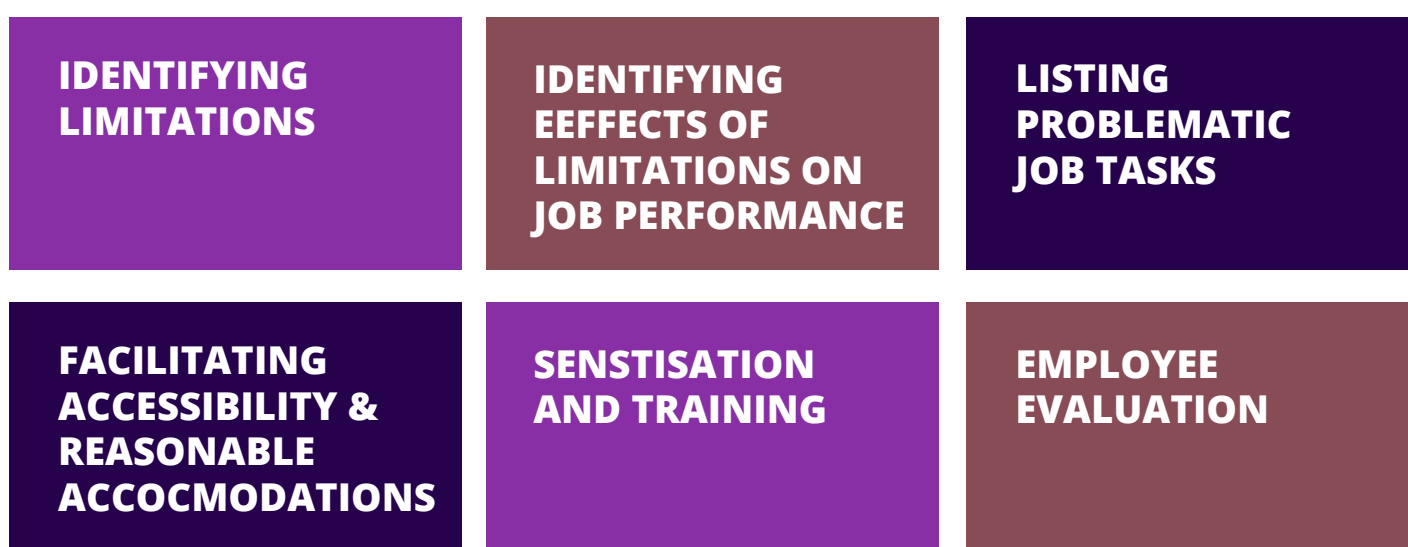 IDENTIFYING
LIMITATIONS
IDENTIFYING
EEFFECTS OF
LIMITATIONS ON
JOB PERFORMANCE
LISTING
PROBLEMATIC
JOB TASKS
FACILITATING
ACCESSIBILITY &
REASONABLE
ACCOCMODATIONS
SENSTISATION
AND TRAINING
EMPLOYEE
EVALUATION